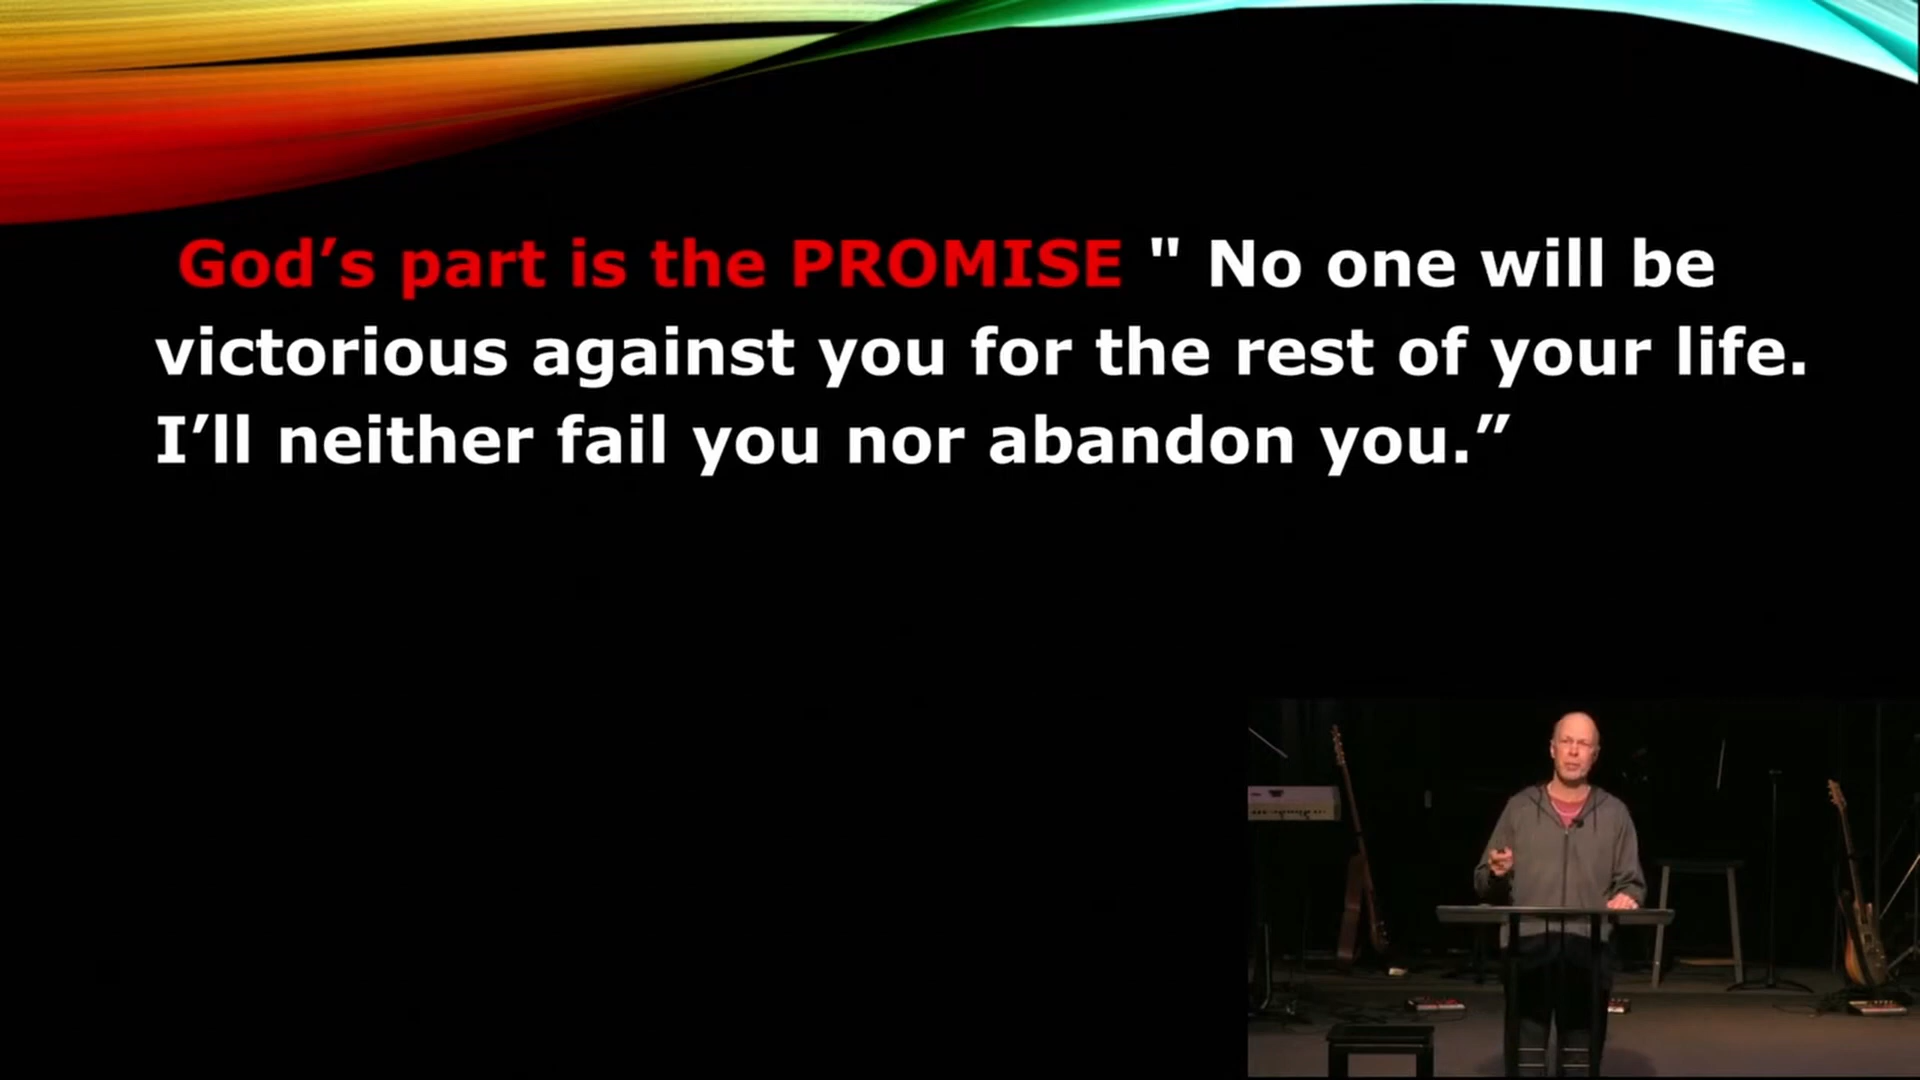 God’s part is the PROMISE " No one will be
victorious against you for the rest of your life.
I’ll neither fail you nor abandon you.”